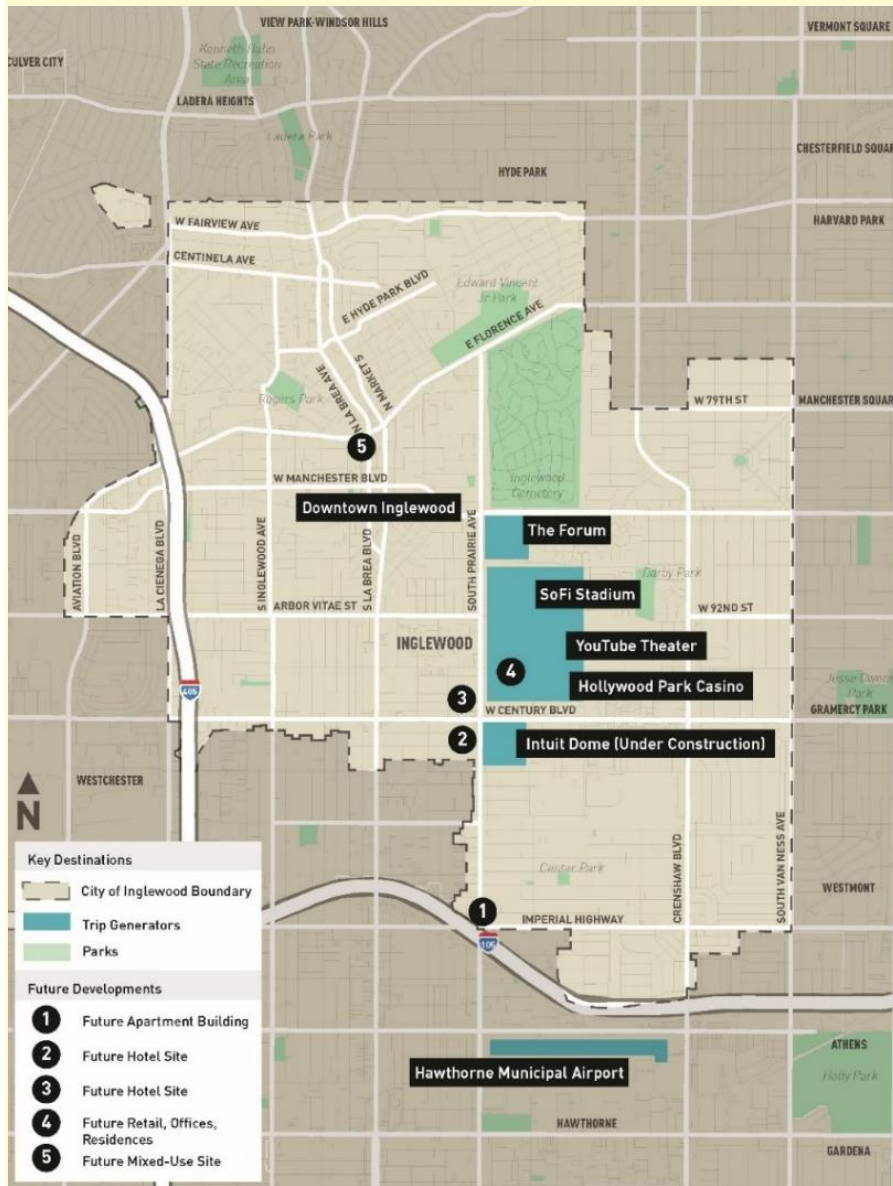 VIEW PARK-WINDSOR HILLS
VERMONT SQUARE
Kenneth Hahn
State Recreation
Area
CULVER CITY
LADERA HEIGHTS
Ladera Park
CHESTERFIELD SQUAR
HYDE PARK
HARVARD PARK
W FAIRVIEW AVE
CENTINELA AVE
E HYDE PARK BLVD
Edward Vincent
Jr Park
E FLORENCE AVE
N LA BREA AVE
N MARKET S
Rogers Park
W 79TH ST
MANCHESTER SQUAR
5
W MANCHESTER BLVD
Inglewood
Cemetery
Downtown Inglewood
The Forum
AVIATION BLVD
LA CIENEGA BLVD
S INGLEWOOD AVE
S LA BREA BLVD
SOUTH PRAIRIE AVE
Darby Park
SoFi Stadium
ARBOR VITAE ST
W 92ND ST
INGLEWOOD
YouTube Theater
4
Hollywood Park Casino
405
3
W CENTURY BLVD
Jesse Owens
Park
GRAMERCY PARK
2
Intuit Dome (Under Construction)
WESTCHESTER
N
Center Park
CRENSHAW BLVD
SOUTH VAN NESS AVE
WESTMONT
1
IMPERIAL HIGHWAY
105
Key Destinations
City of Inglewood Boundary
Trip Generators
Parks
Future Developments
1 Future Apartment Building
2 Future Hotel Site
3 Future Hotel Site
4 Future Retail, Offices,
Residences
5 Future Mixed-Use Site
Hawthorne Municipal Airport
ATHENS
Holly Park
HAWTHORNE
GARDENA